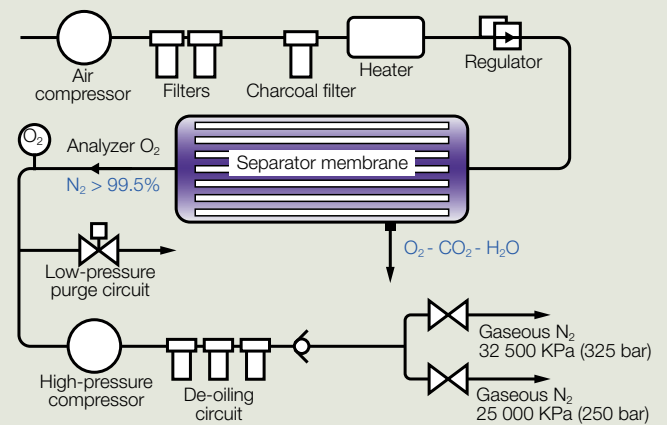 Air
compressor
Filters
Charcoal filter
Heater
Regulator
O₂
Analyzer O₂
N₂ > 99.5%
Separator membrane
O₂ - CO₂ - H₂O
Low-pressure
purge circuit
High-pressure
compressor
De-oiling
circuit
Gaseous N₂
32 500 KPa (325 bar)
Gaseous N₂
25 000 KPa (250 bar)